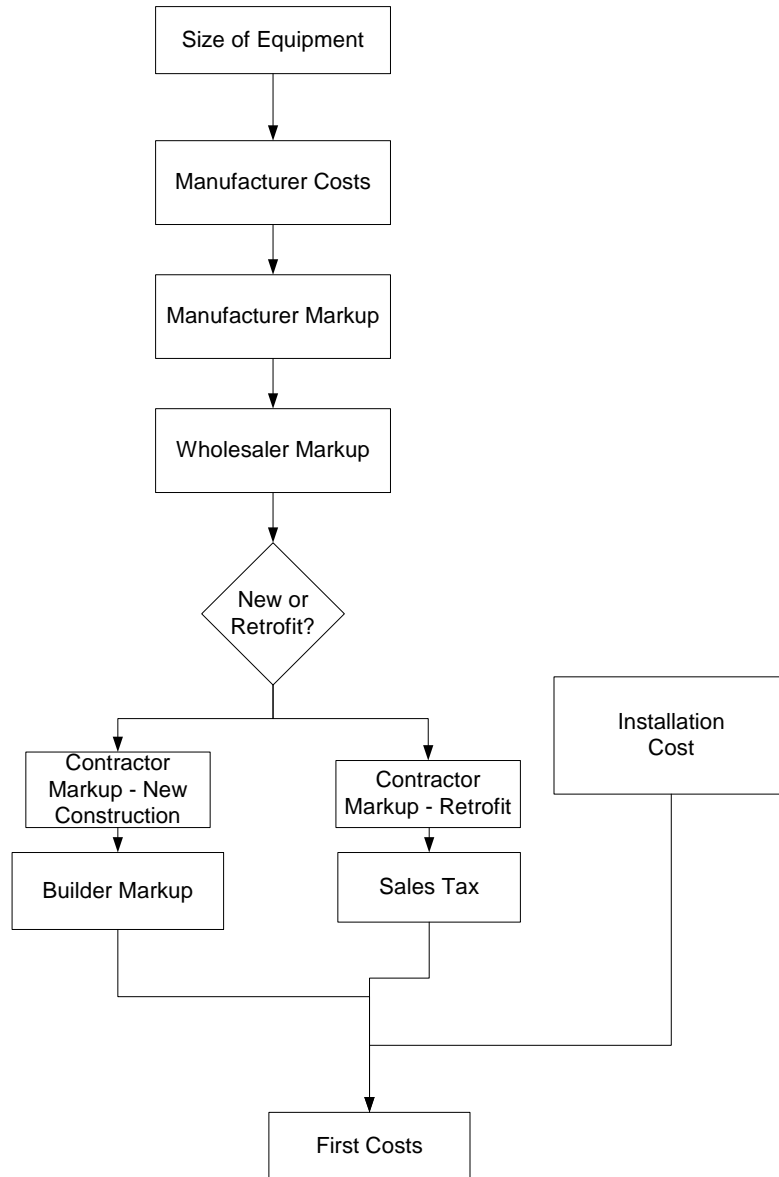 Size of Equipment
Manufacturer Costs
Manufacturer Markup
Wholesaler Markup
New or
Retrofit?
Installation
Cost
Contractor
Markup - New
Construction
Contractor
Markup - Retrofit
Builder Markup
Sales Tax
First Costs